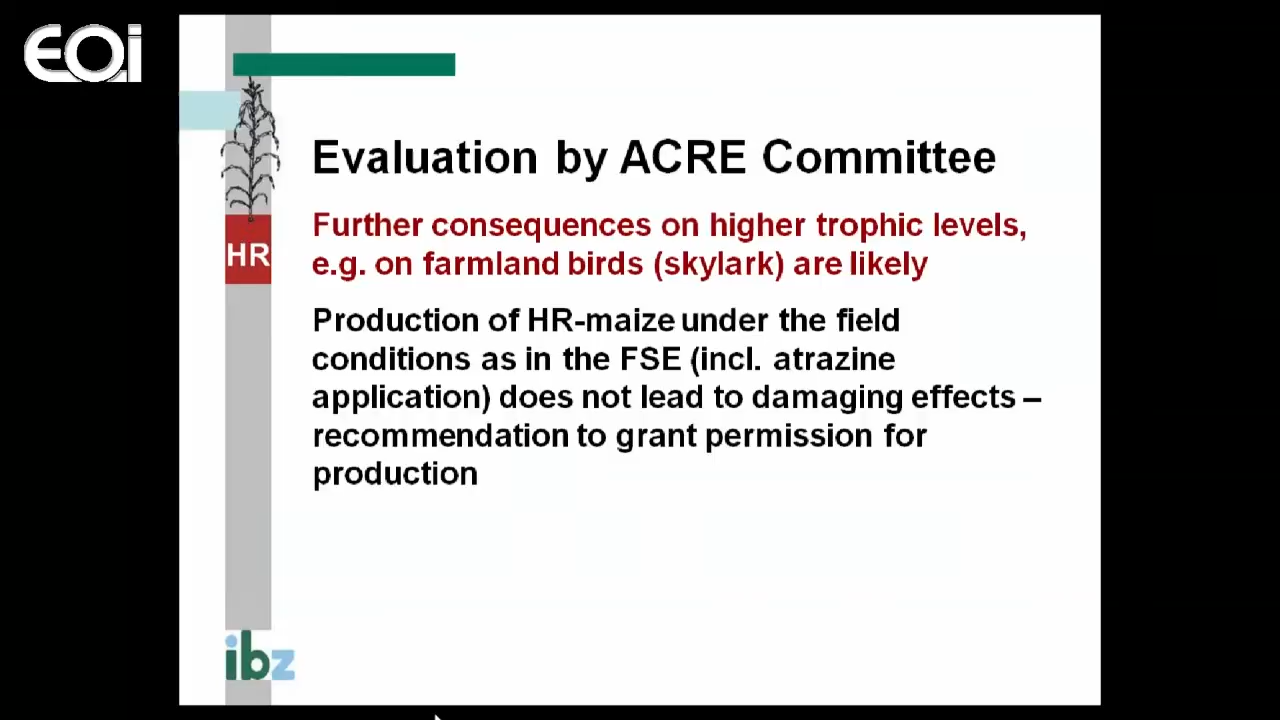 EOi
Evaluation by ACRE Committee
Further consequences on higher trophic levels,
e.g. on farmland birds (skylark) are likely
HR
Production of HR-maize under the field
conditions as in the FSE (incl. atrazine
application) does not lead to damaging effects –
recommendation to grant permission for
production
ibz